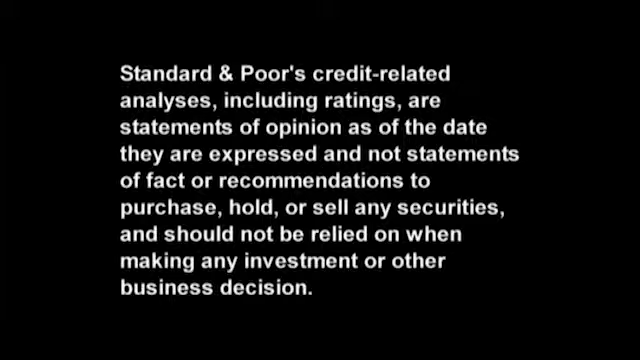 Standard & Poor's credit-related
analyses, including ratings, are
statements of opinion as of the date
they are expressed and not statements
of fact or recommendations to
purchase, hold, or sell any securities,
and should not be relied on when
making any investment or other
business decision.